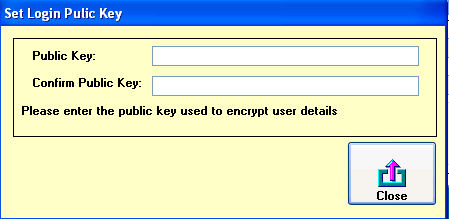 Set Login Pulic Key
Public Key:
Confirm Public Key:
Please enter the public key used to encrypt user details
Close